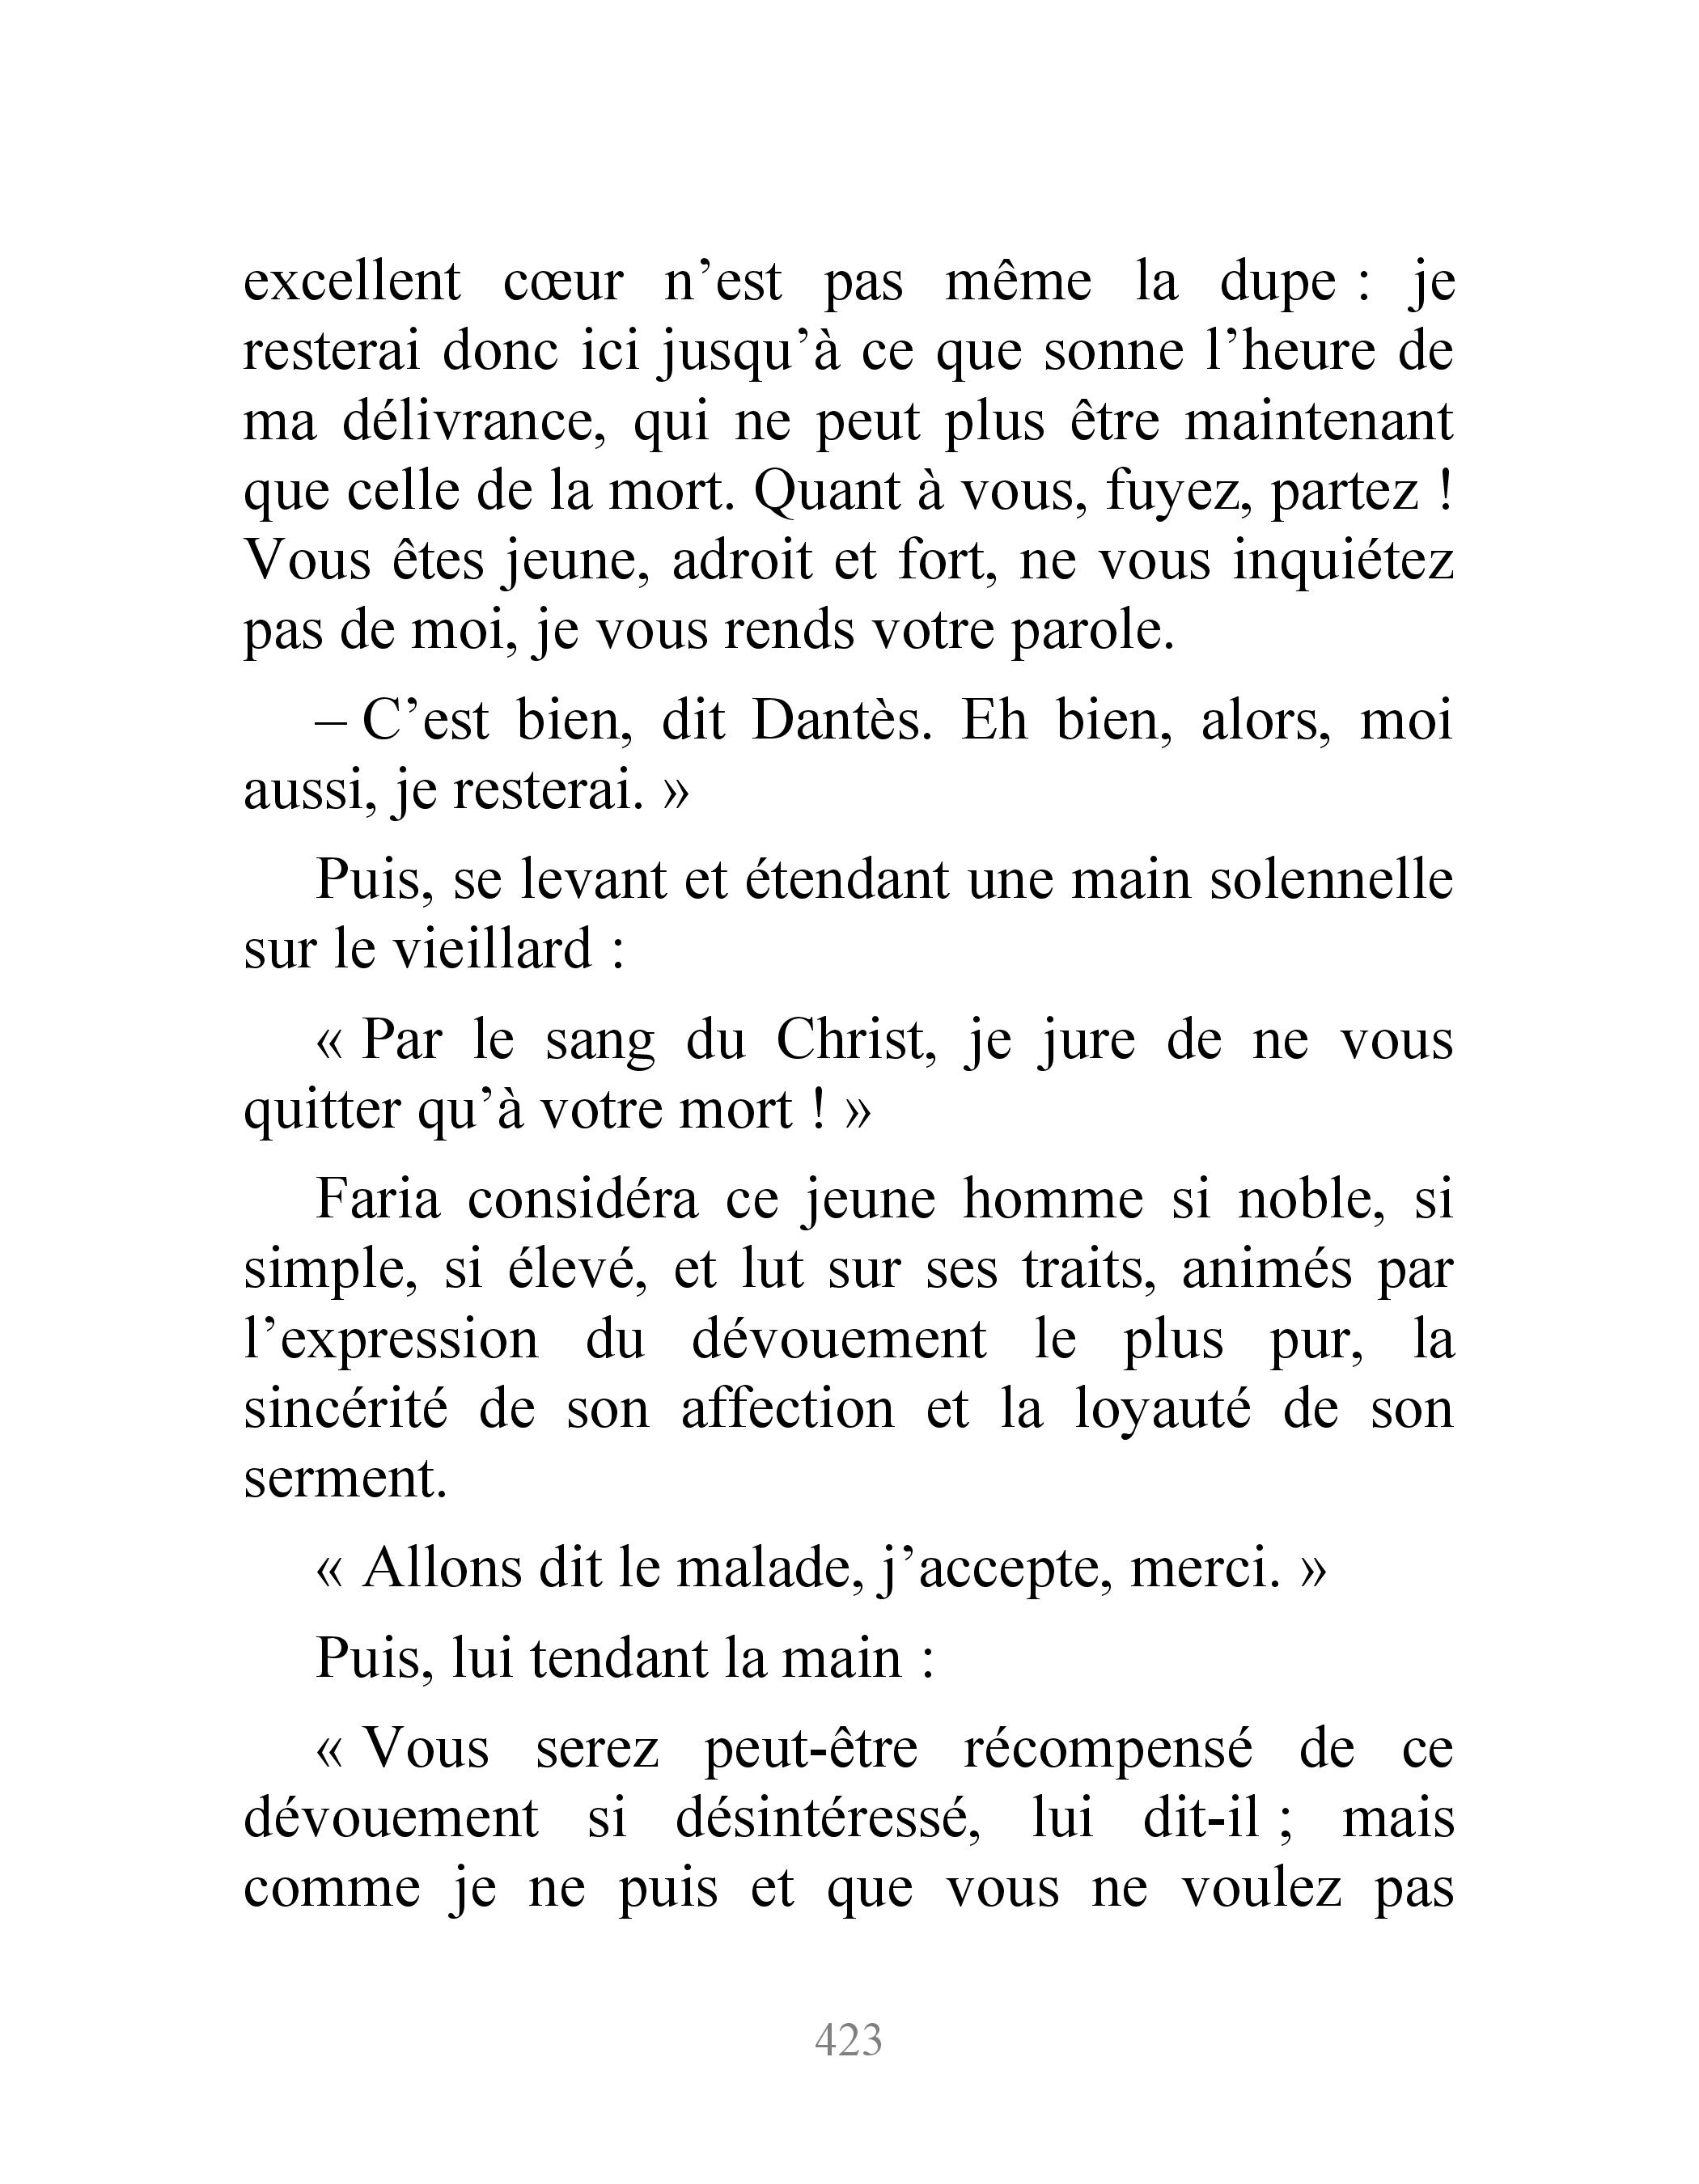 excellent cœur n’est pas même la dupe : je
resterai donc ici jusqu’à ce que sonne l’heure de
ma délivrance, qui ne peut plus être maintenant
que celle de la mort. Quant à vous, fuyez, partez !
Vous êtes jeune, adroit et fort, ne vous inquiétez
pas de moi, je vous rends votre parole.
– C’est bien, dit Dantès. Eh bien, alors, moi
aussi, je resterai. »
Puis, se levant et étendant une main solennelle
sur le vieillard :
« Par le sang du Christ, je jure de ne vous
quitter qu’à votre mort ! »
Faria considéra ce jeune homme si noble, si
simple, si élevé, et lut sur ses traits, animés par
l’expression du dévouement le plus pur, la
sincérité de son affection et la loyauté de son
serment.
« Allons dit le malade, j’accepte, merci. »
Puis, lui tendant la main :
« Vous serez peut-être récompensé de ce
dévouement si désintéressé, lui dit-il ; mais
comme je ne puis et que vous ne voulez pas
423